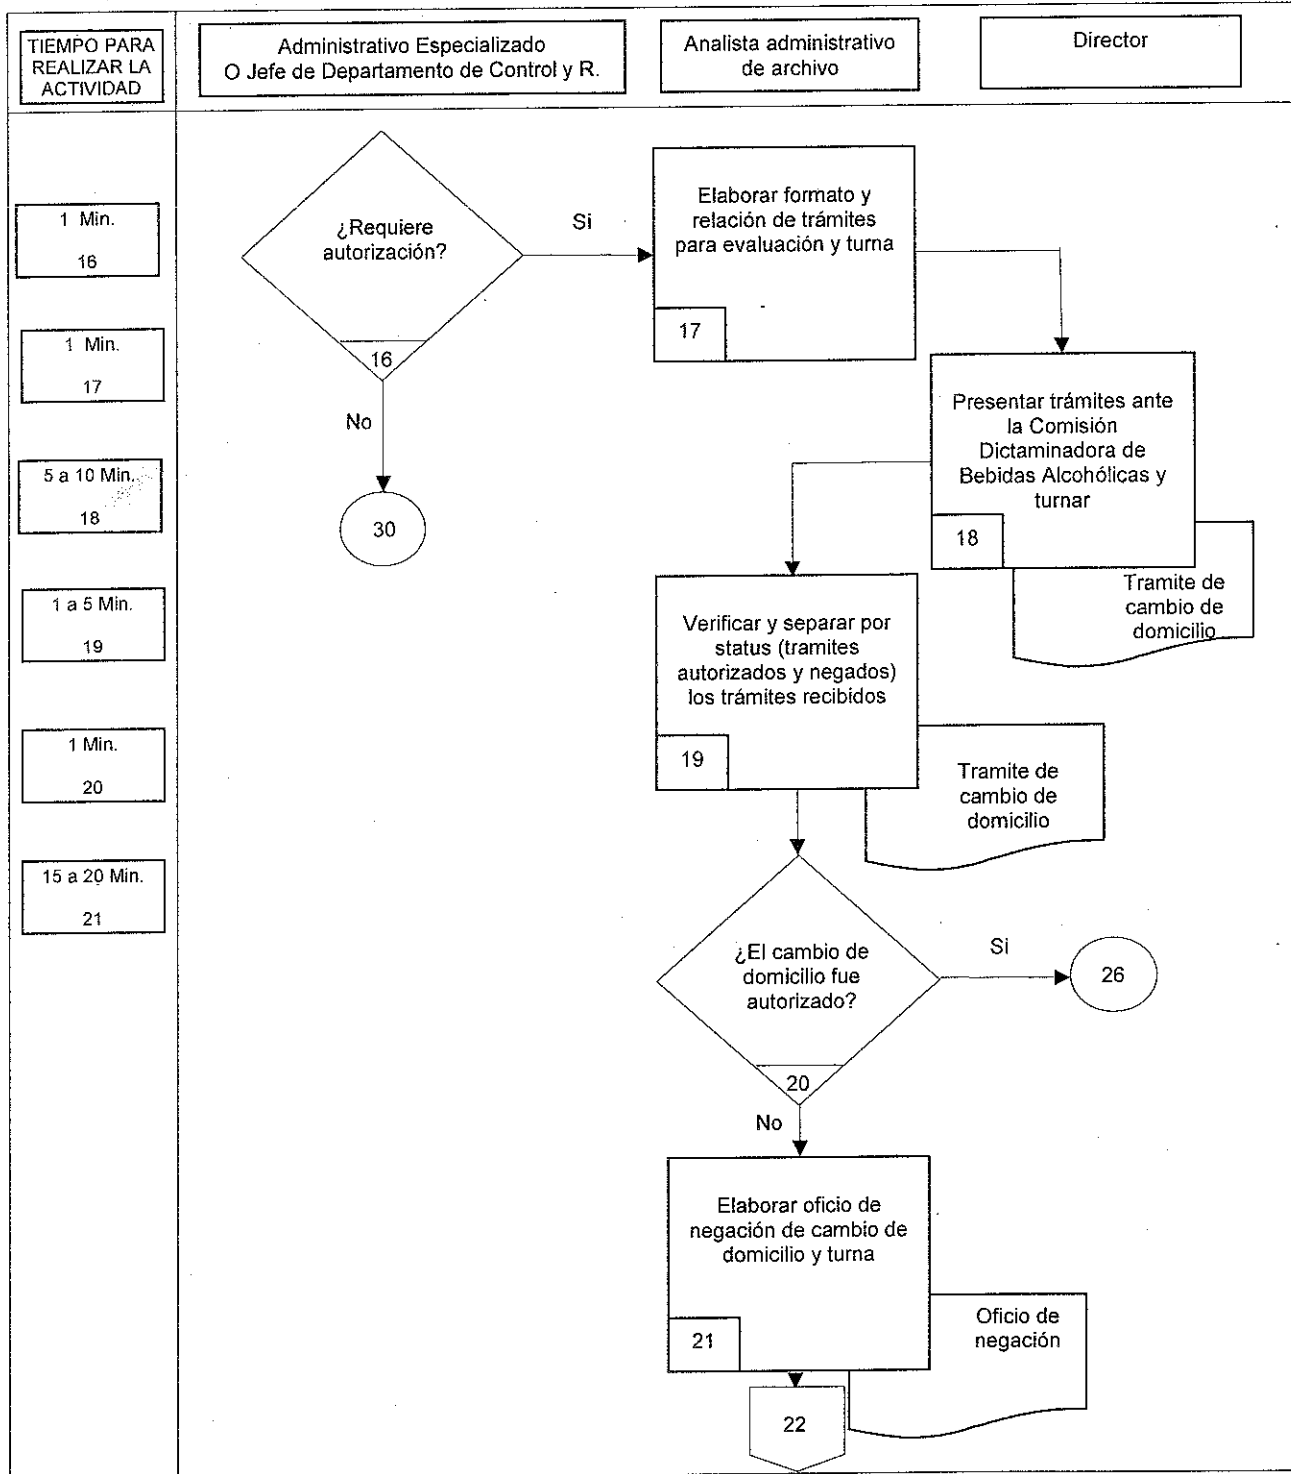 TIEMPO PARA
REALIZAR LA
ACTIVIDAD
Administrativo Especializado
O Jefe de Departamento de Control y R.
Analista administrativo
de archivo
Director
1 Min.
16
1 Min.
17
5 a 10 Min.
18
1 a 5 Min.
19
1 Min.
20
15 a 20 Min.
21
¿Requiere
autorización?
16
Si
No
30
Elaborar formato y
relación de trámites
para evaluación y turna
17
Presentar trámites ante
la Comisión
Dictaminadora de
Bebidas Alcohólicas y
turnar
18
Tramite de
cambio de
domicilio
Verificar y separar por
status (tramites
autorizados y negados)
los trámites recibidos
19
Tramite de
cambio de
domicilio
¿El cambio de
domicilio fue
autorizado?
20
Si
26
No
Elaborar oficio de
negación de cambio de
domicilio y turna
21
Oficio de
negación
22